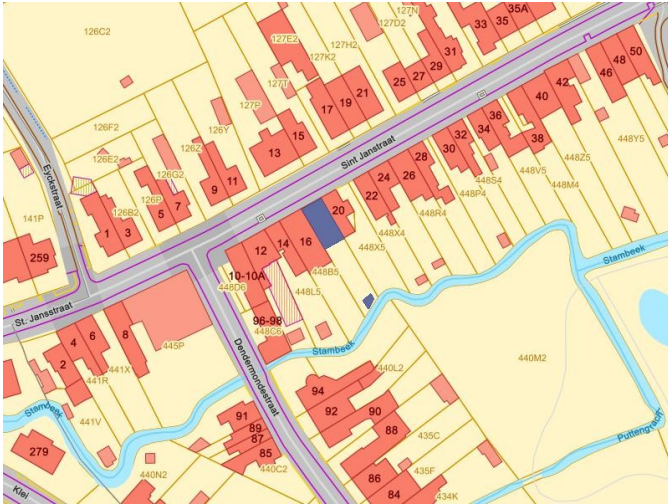 126C2
127E2
127D2
127N
35A
33
35
127K2
127H2
31
29
27
25
50
48
46
42
40
127T
127P
21
19
17
15
13
126F2
126Y
126E2
126Z
126G2
126P
126B2
11
9
7
5
3
1
Eyckstraat
141P
259
Sint Janstraat
36
34
38
32
30
28
26
24
22
448Y5
448Z5
448M4
448V5
448S4
448P4
448R4
448X4
448X5
20
16
14
12
10-10A
448D6
448B5
448L5
96-98
448C6
Stambeek
St. Jansstraat
Stambeek
8
6
4
2
445P
441X
441R
441V
Dendermondestraat
440L2
440M2
94
92
90
88
86
84
435C
435F
434K
Puttengracht
91
89
87
85
440C2
440N2
279
Stambeek
Klei